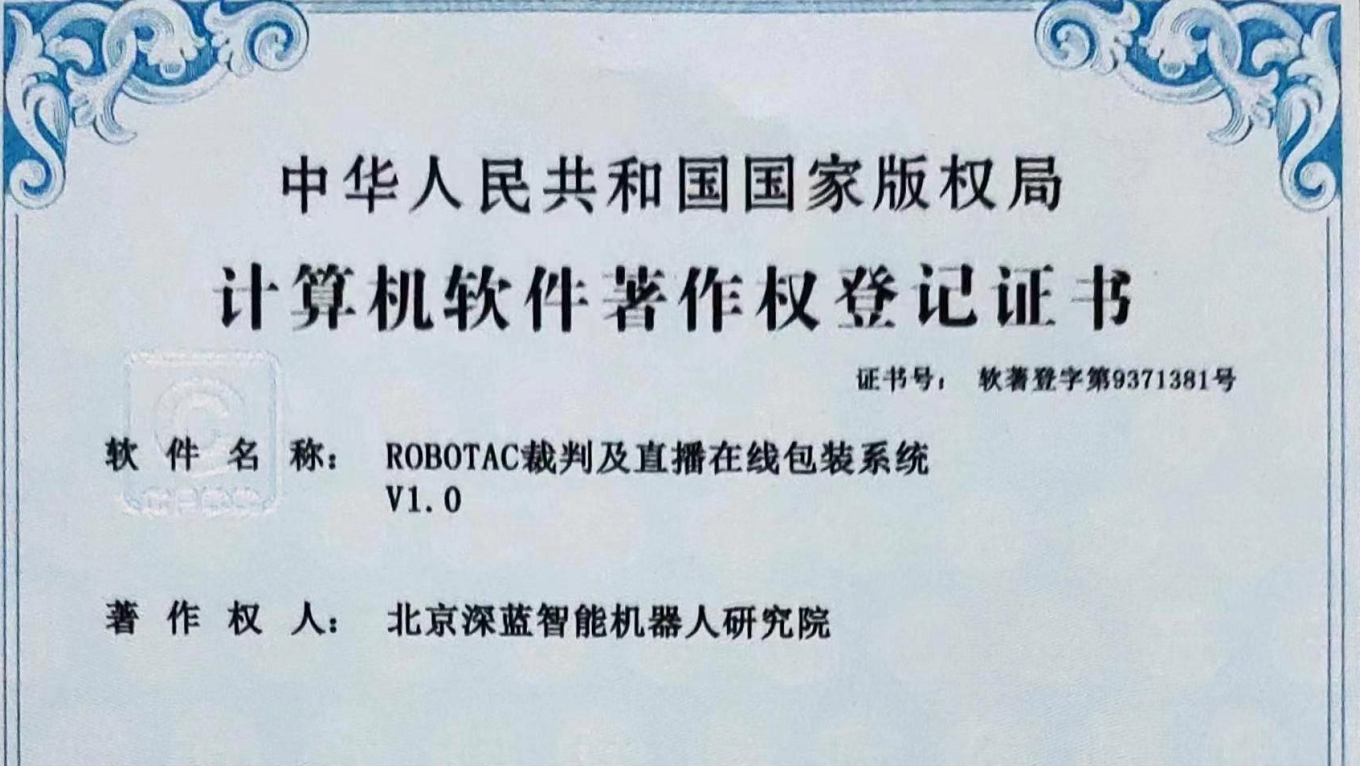 中华人民共和国国家版权局
计算机软件著作权登记证书
证书号： 软著登字第9371381号
软件名称： ROBOTAC裁判及直播在线包装系统
V1.0
著作权人： 北京深蓝智能机器人研究院